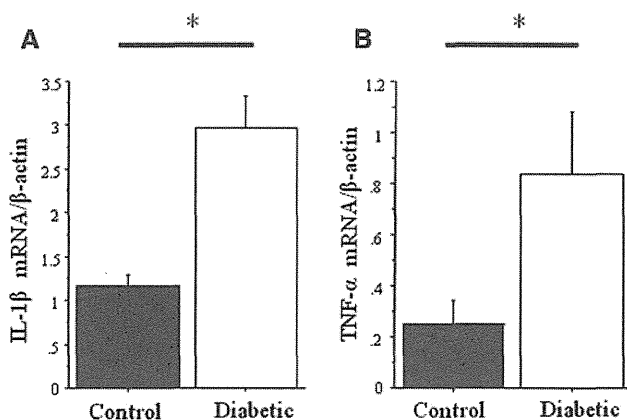 A
*
IL-1β mRNA/β-actin
3.5
3
2.5
2
1.5
1
.5
0
Control
Diabetic
B
*
TNF-α mRNA/β-actin
1.2
1
.8
.6
.4
.2
0
Control
Diabetic